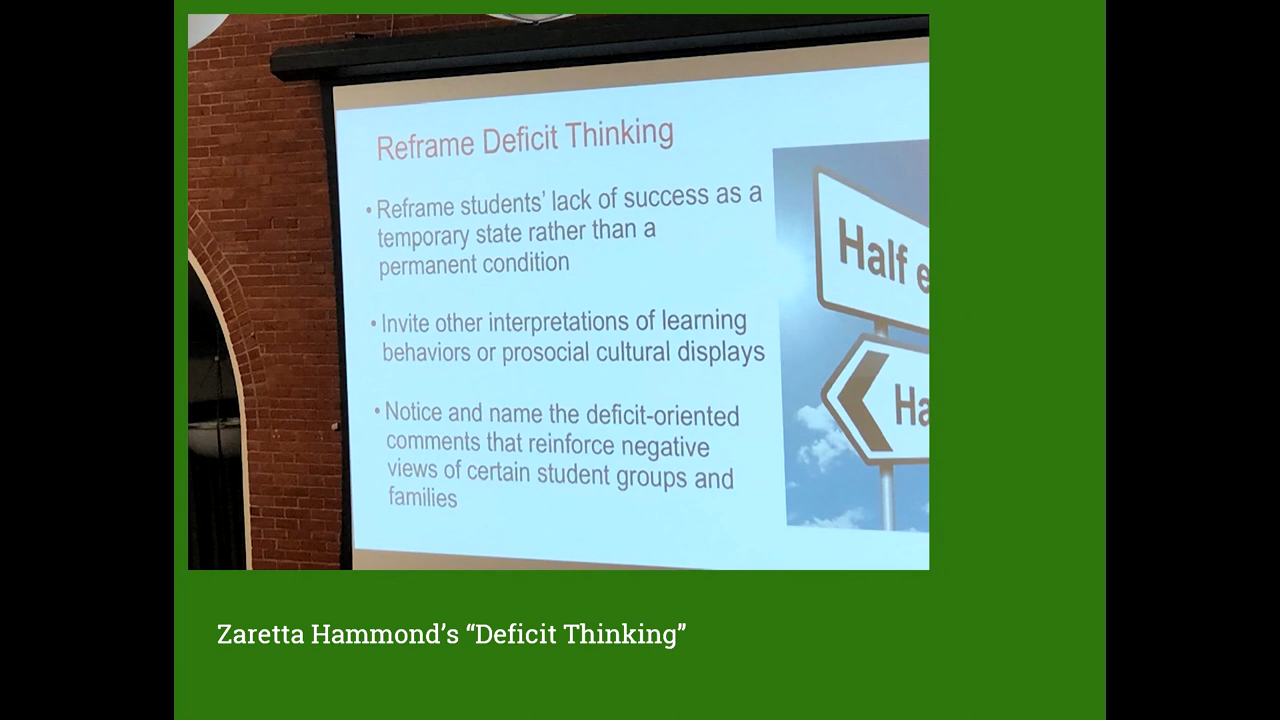 Reframe Deficit Thinking
• Reframe students’ lack of success as a
temporary state rather than a
permanent condition
• Invite other interpretations of learning
behaviors or prosocial cultural displays
• Notice and name the deficit-oriented
comments that reinforce negative
views of certain student groups and
families
Half
Zaretta Hammond’s “Deficit Thinking”